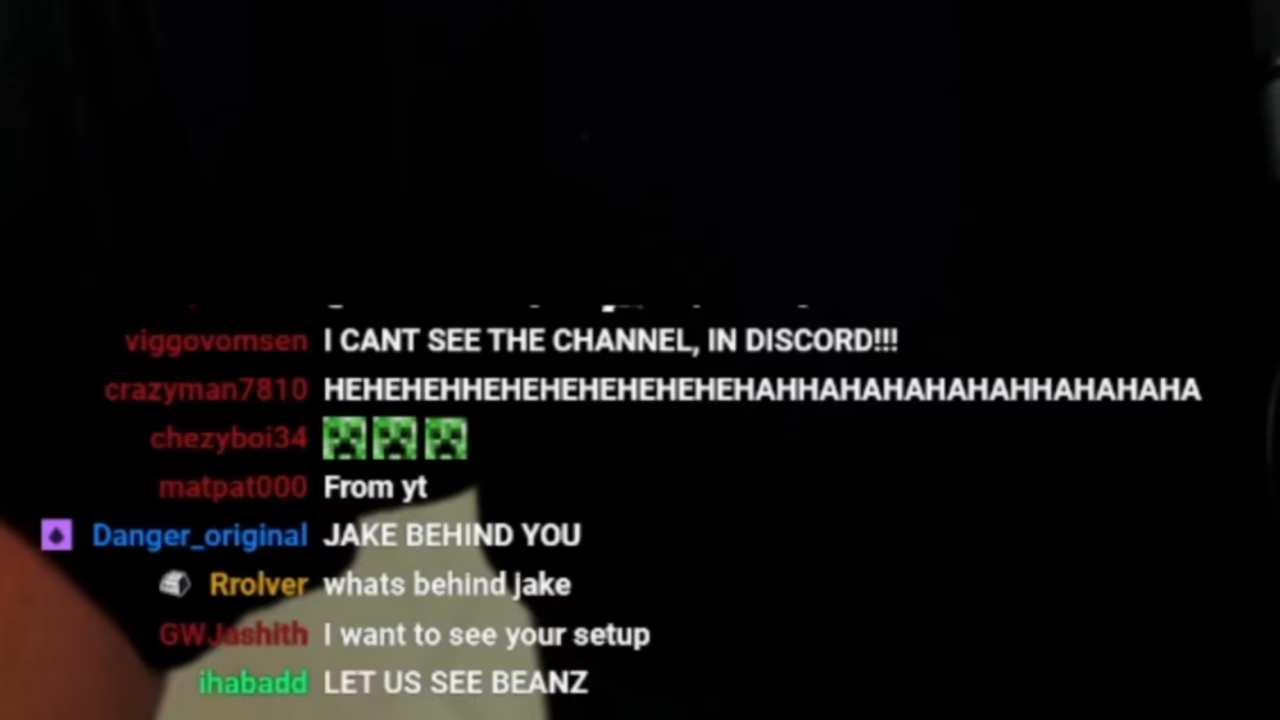 viggovomsen I CANT SEE THE CHANNEL, IN DISCORD!!!
crazyman7810 HEHEHEHHEHEHEHEHEHEHEHAHHAHAHAHAHAHHAHAHAHA
chezyboi34
matpat000 From yt
Danger_original JAKE BEHIND YOU
Rrolver whats behind jake
GWJashith I want to see your setup
ihabadd LET US SEE BEANZ